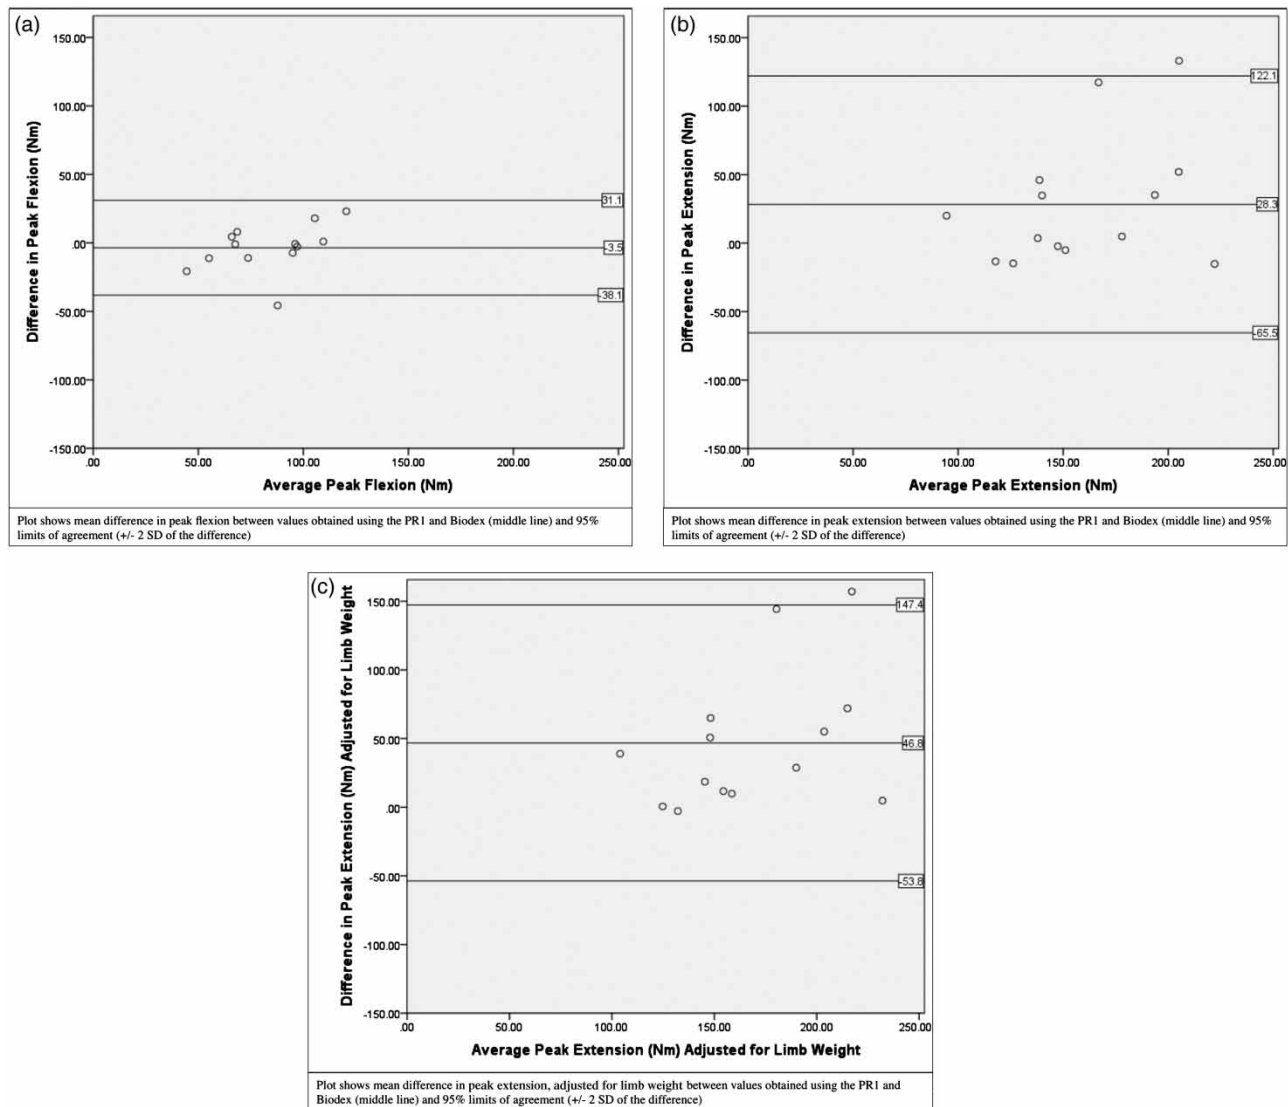 (a)
150.00
100.00
50.00
.00
-50.00
-100.00
-150.00
Difference in Peak Flexion (Nm)
31.1
-3.5
-38.1
.00 50.00 100.00 150.00 200.00 250.00
Average Peak Flexion (Nm)
Plot shows mean difference in peak flexion between values obtained using the PR1 and Biodex (middle line) and 95%
limits of agreement (+/- 2 SD of the difference)
(b)
150.00
100.00
50.00
.00
-50.00
-100.00
-150.00
Difference in Peak Extension (Nm)
122.1
28.3
-65.5
.00 50.00 100.00 150.00 200.00 250.00
Average Peak Extension (Nm)
Plot shows mean difference in peak extension between values obtained using the PR1 and Biodex (middle line) and 95%
limits of agreement (+/- 2 SD of the difference)
(c)
150.00
100.00
50.00
.00
-50.00
-100.00
-150.00
Difference in Peak Extension (Nm) Adjusted for Limb Weight
147.4
46.8
-53.8
.00 50.00 100.00 150.00 200.00 250.00
Average Peak Extension (Nm) Adjusted for Limb Weight
Plot shows mean difference in peak extension, adjusted for limb weight between values obtained using the PR1 and
Biodex (middle line) and 95% limits of agreement (+/- 2 SD of the difference)